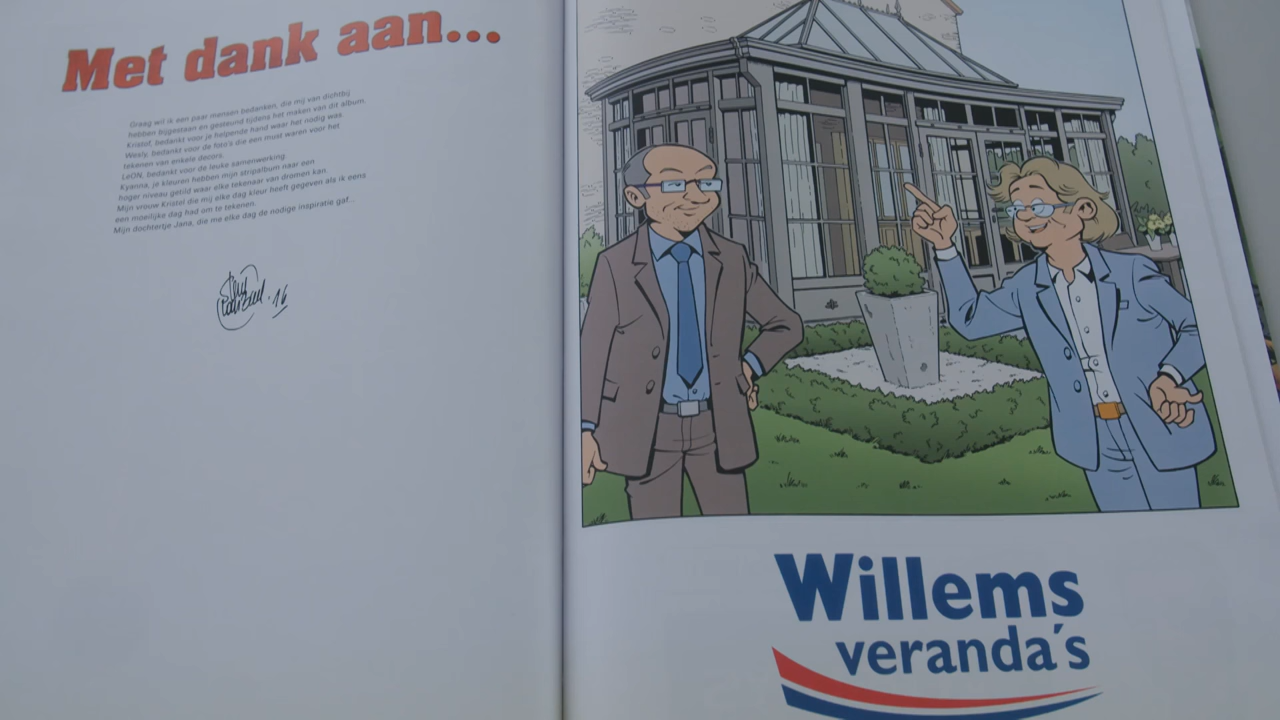 Met dank aan...
Graag wil ik een paar mensen bedanken, die mij van dichtbij
hebben bijgestaan en gesteund tijdens het maken van dit album.
Kristof, bedankt voor je helpende hand waar het nodig was.
Wesly, bedankt voor de foto's die een must waren voor het
tekenen van enkele decors.
LeON, bedankt voor de leuke samenwerking.
Kyanna, je kleuren hebben mijn stripalbum naar een
hoger niveau getild waar elke tekenaar van dromen kan.
Mijn vrouw Kristel die mij elke dag kleur heeft gegeven als ik eens
een moeilijke dag had om te tekenen.
Mijn dochtertje Jana, die me elke dag de nodige inspiratie gaf...
16
Willems
veranda's